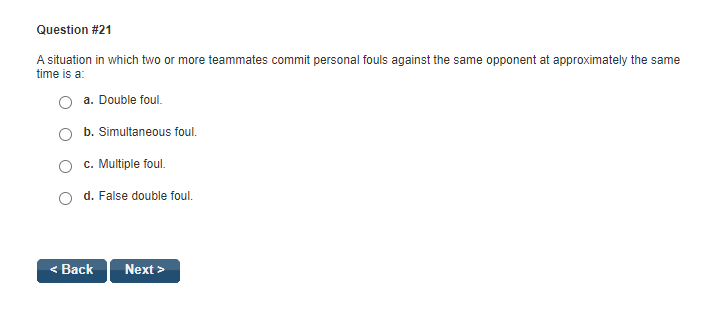 Question #21
A situation in which two or more teammates commit personal fouls against the same opponent at approximately the same
time is a:
a. Double foul.
b. Simultaneous foul.
c. Multiple foul.
d. False double foul.
< Back Next >